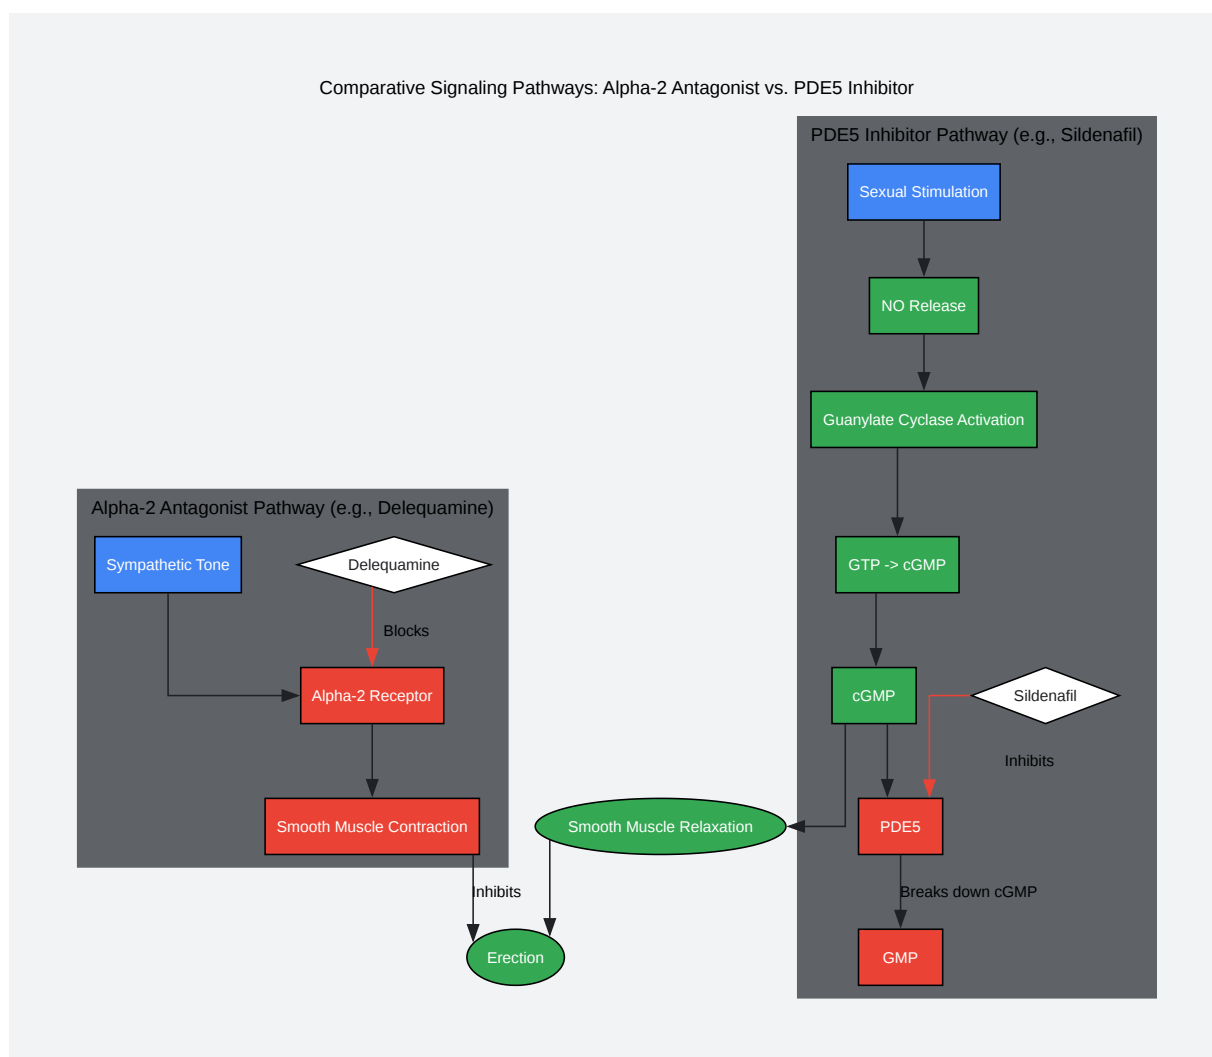 Comparative Signaling Pathways: Alpha-2 Antagonist vs. PDE5 Inhibitor
PDE5 Inhibitor Pathway (e.g., Sildenafil)
Sexual Stimulation
NO Release
Guanylate Cyclase Activation
GTP -> cGMP
cGMP
Sildenafil
Inhibits
PDE5
Breaks down cGMP
GMP
Alpha-2 Antagonist Pathway (e.g., Delequamine)
Sympathetic Tone
Delequamine
Blocks
Alpha-2 Receptor
Smooth Muscle Contraction
Inhibits
Smooth Muscle Relaxation
Erection